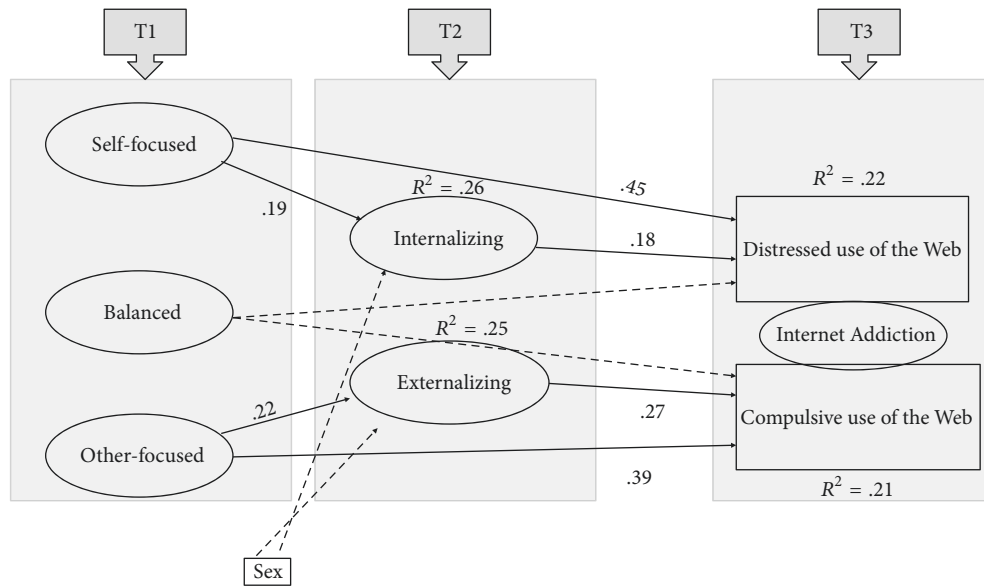 T1
T2
T3
Self-focused
.19
R² = .26
.45
R² = .22
Internalizing
.18
Distressed use of the Web
Balanced
R² = .25
Internet Addiction
Externalizing
.22
.27
Compulsive use of the Web
Other-focused
.39
R² = .21
Sex